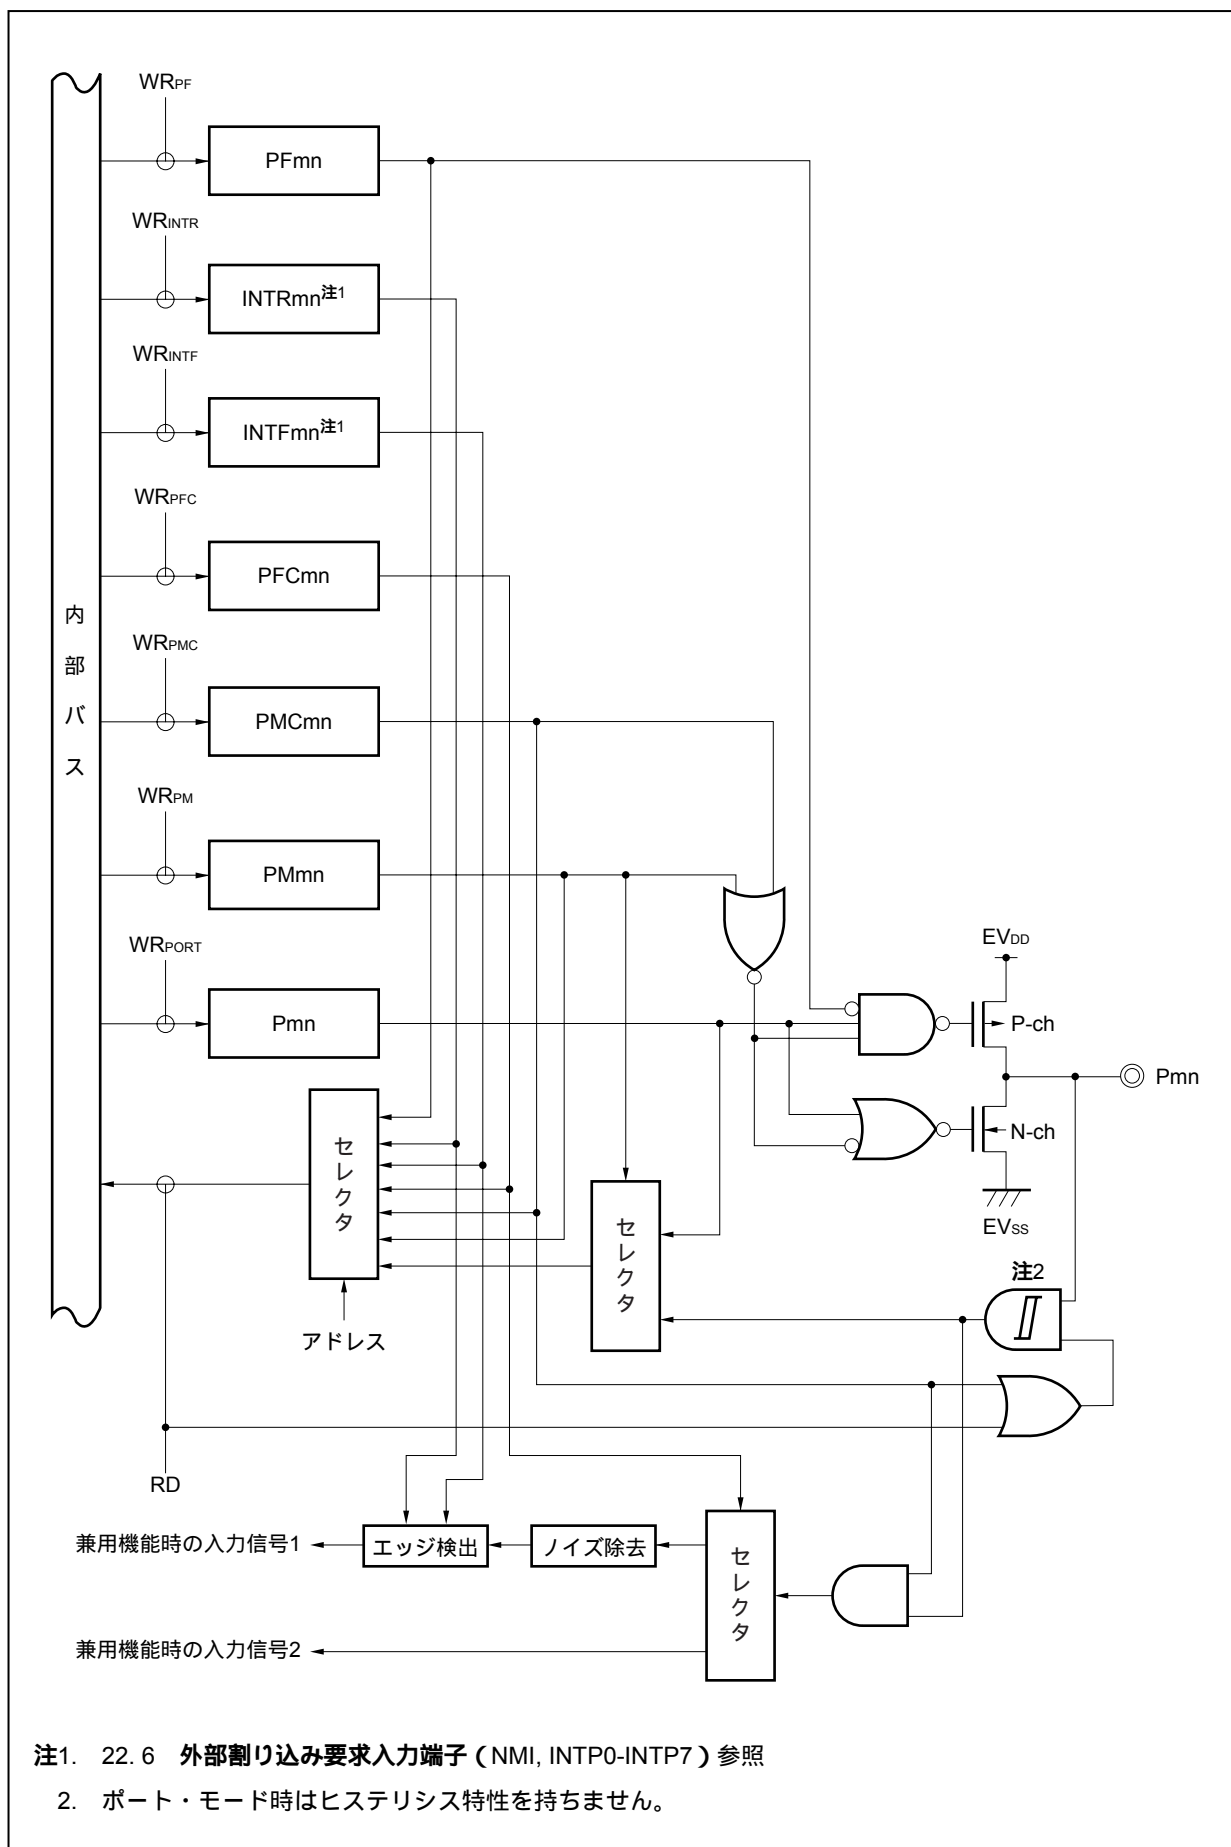 WRPF
PFmn
WRINTR
INTRmn注1
WRINTF
INTFmn注1
WRPFC
PFCmn
内部バス
WRPMC
PMCmn
WRPM
PMmn
WRPORT
Pmn
EVDD
P-ch
Pmn
N-ch
EVSS
セレクタ
セレクタ
注2
アドレス
RD
兼用機能時の入力信号1
エッジ検出
ノイズ除去
セレクタ
兼用機能時の入力信号2
注1. 22. 6 外部割り込み要求入力端子（NMI, INTP0-INTP7）参照
2. ポート・モード時はヒステリシス特性を持ちません。